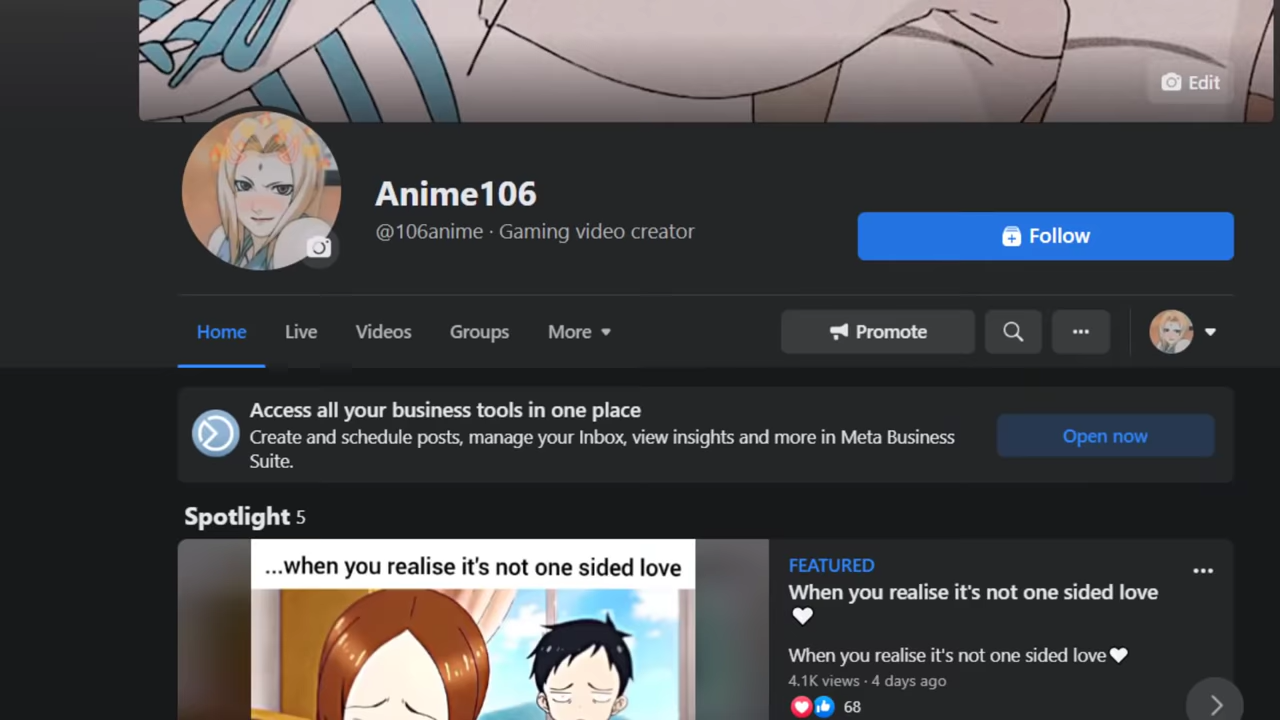 Edit
Anime106
@106anime · Gaming video creator
Follow
Home Live Videos Groups More
Promote
Access all your business tools in one place
Create and schedule posts, manage your Inbox, view insights and more in Meta Business
Suite.
Open now
Spotlight 5
...when you realise it's not one sided love
FEATURED
When you realise it's not one sided love
🤍
When you realise it's not one sided love🤍
4.1K views · 4 days ago
68